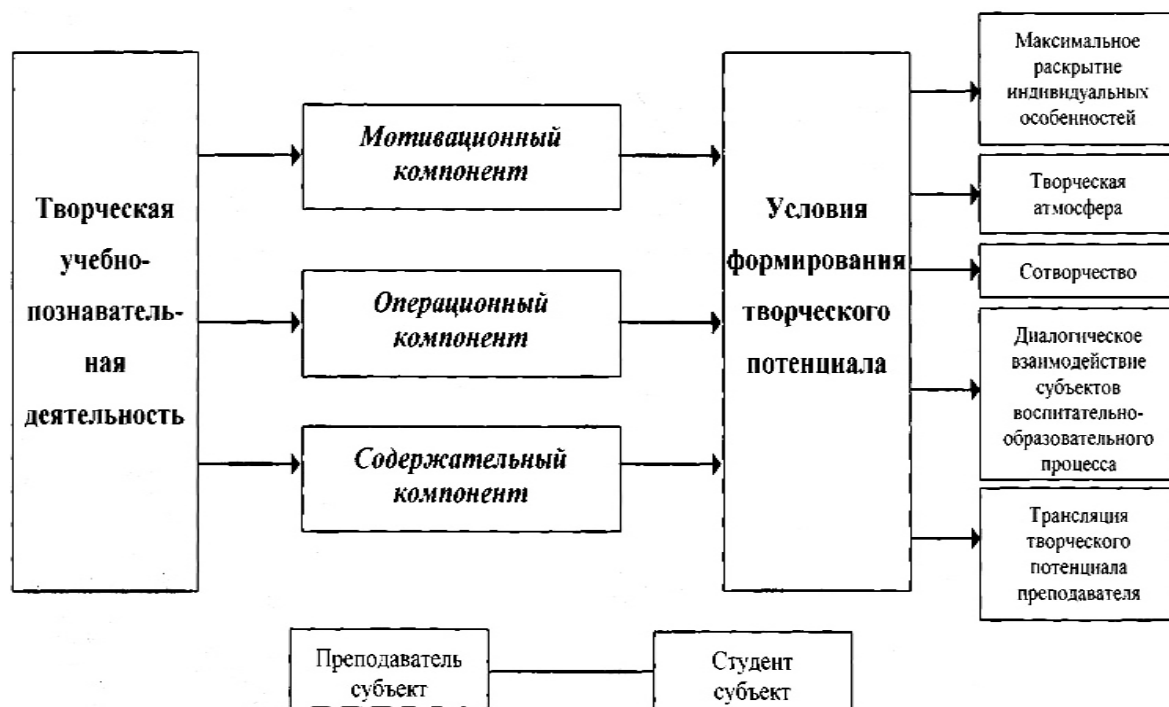 Творческая
учебно-
познаватель-
ная
деятельность
Мотивационный
компонент
Операционный
компонент
Содержательный
компонент
Условия
формирования
творческого
потенциала
Максимальное
раскрытие
индивидуальных
особенностей
Творческая
атмосфера
Сотворчество
Диалогическое
взаимодействие
субъектов
воспитательно-
образовательного
процесса
Трансляция
творческого
потенциала
преподавателя
Преподаватель
субъект
Студент
субъект